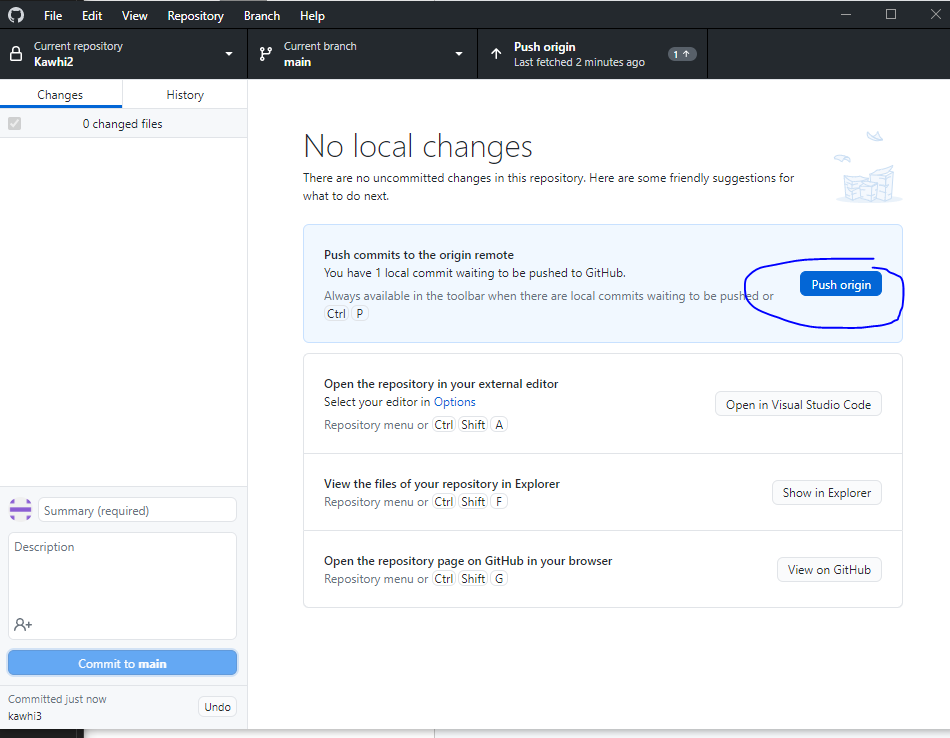 File Edit View Repository Branch Help
Current repository
Kawhi2
Current branch
main
Push origin
Last fetched 2 minutes ago
1
Changes History
0 changed files
No local changes
There are no uncommitted changes in this repository. Here are some friendly suggestions for
what to do next.
Push commits to the origin remote
You have 1 local commit waiting to be pushed to GitHub.
Always available in the toolbar when there are local commits waiting to be pushed or
Ctrl P
Push origin
Open the repository in your external editor
Select your editor in Options
Repository menu or Ctrl Shift A
Open in Visual Studio Code
View the files of your repository in Explorer
Repository menu or Ctrl Shift F
Show in Explorer
Open the repository page on GitHub in your browser
Repository menu or Ctrl Shift G
View on GitHub
Summary (required)
Description
Commit to main
Committed just now
kawhi3
Undo